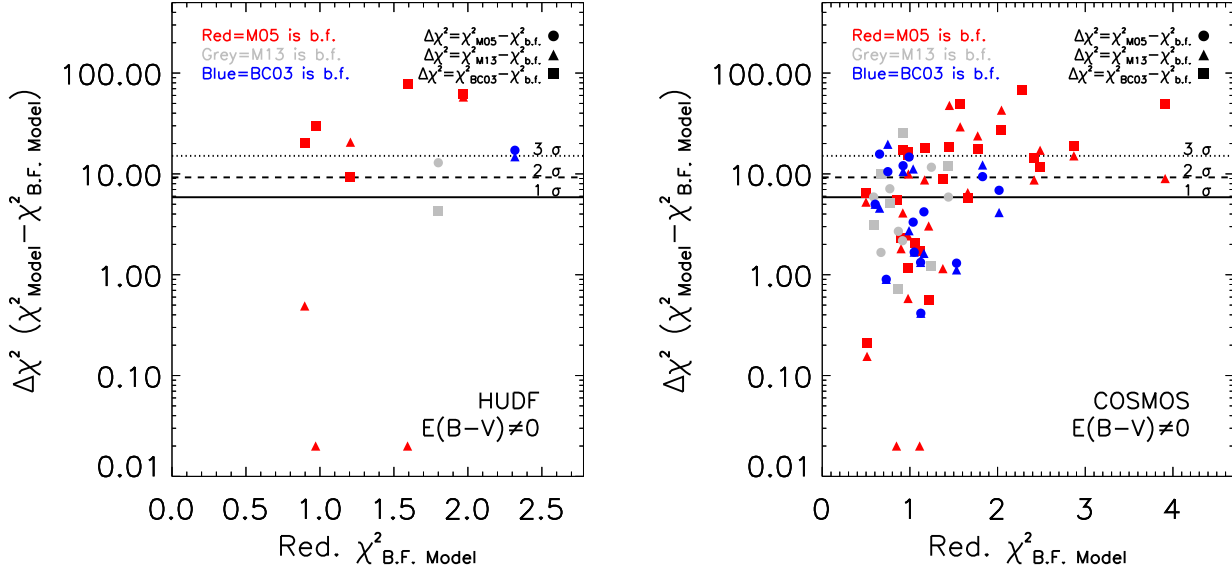 Red=M05 is b.f.
Grey=M13 is b.f.
Blue=BC03 is b.f.
Δχ²=χ²M05−χ²b.f.
Δχ²=χ²M13−χ²b.f.
Δχ²=χ²BC03−χ²b.f.
100.00
10.00
1.00
0.10
0.01
3 σ
2 σ
1 σ
HUDF
E(B−V)≠0
0.0 0.5 1.0 1.5 2.0 2.5
Red. χ²B.F. Model
Δχ² (χ²Model−χ²B.F. Model)
Red=M05 is b.f.
Grey=M13 is b.f.
Blue=BC03 is b.f.
Δχ²=χ²M05−χ²b.f.
Δχ²=χ²M13−χ²b.f.
Δχ²=χ²BC03−χ²b.f.
100.00
10.00
1.00
0.10
0.01
3 σ
2 σ
1 σ
COSMOS
E(B−V)≠0
0 1 2 3 4
Red. χ²B.F. Model
Δχ² (χ²Model−χ²B.F. Model)